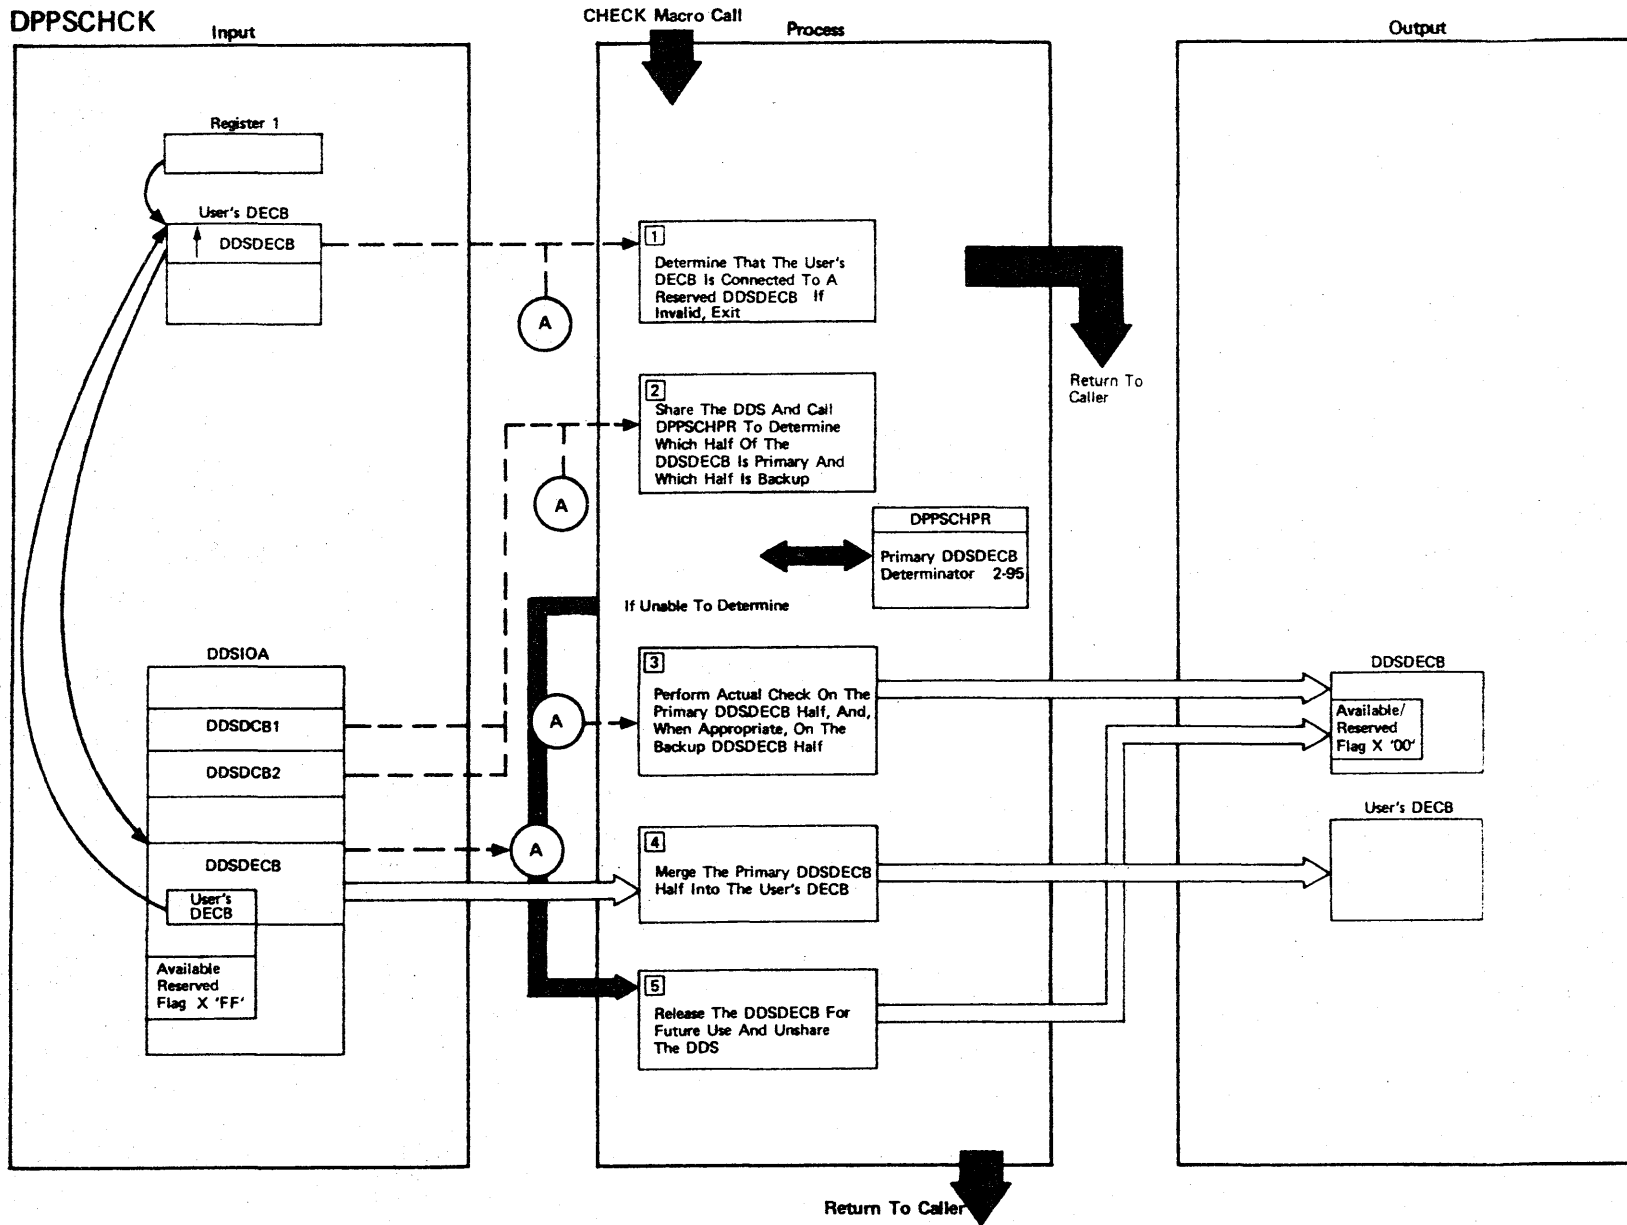 DPPSCHCK
Input
CHECK Macro Call
Process
Output
Register 1
User's DECB
DDSDECB
A
1
Determine That The User's
DECB Is Connected To A
Reserved DDSDECB If
Invalid, Exit
Return To
Caller
2
Share The DDS And Call
DPPSCHPR To Determine
Which Half Of The
DDSDECB Is Primary And
Which Half Is Backup
A
DPPSCHPR
Primary DDSDECB
Determinator 2-95
If Unable To Determine
DDSIOA
DDSDCB1
DDSDCB2
DDSDECB
User's
DECB
Available
Reserved
Flag X 'FF'
A
3
Perform Actual Check On The
Primary DDSDECB Half, And,
When Appropriate, On The
Backup DDSDECB Half
DDSDECB
Available/
Reserved
Flag X '00'
A
4
Merge The Primary DDSDECB
Half Into The User's DECB
User's DECB
5
Release The DDSDECB For
Future Use And Unshare
The DDS
Return To Caller